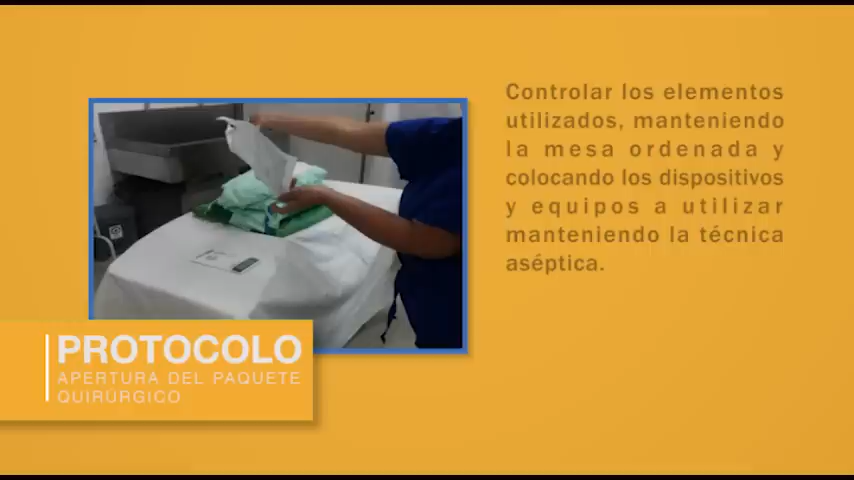 Controlar los elementos
utilizados, manteniendo
la mesa ordenada y
colocando los dispositivos
y equipos a utilizar
manteniendo la técnica
aséptica.
PROTOCOLO
APERTURA DEL PAQUETE
QUIRÚRGICO